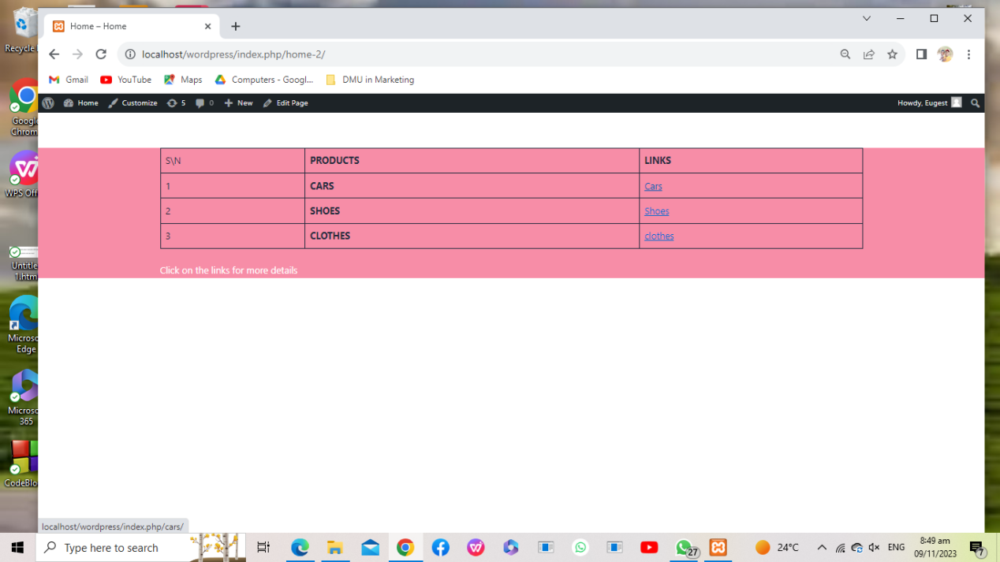 Home – Home
localhost/wordpress/index.php/home-2/
Gmail YouTube Maps Computers - Googl... DMU in Marketing
Home Customize 5 0 New Edit Page Howdy, Eugest
S\N PRODUCTS LINKS
1 CARS Cars
2 SHOES Shoes
3 CLOTHES clothes
Click on the links for more details
Recycle
Google
Chrom
WPS Off
Untitle
1.htm
Micros
Edge
Micros
365
CodeBlo
localhost/wordpress/index.php/cars/
Type here to search
27
24°C
ENG
8:49 am
09/11/2023
7